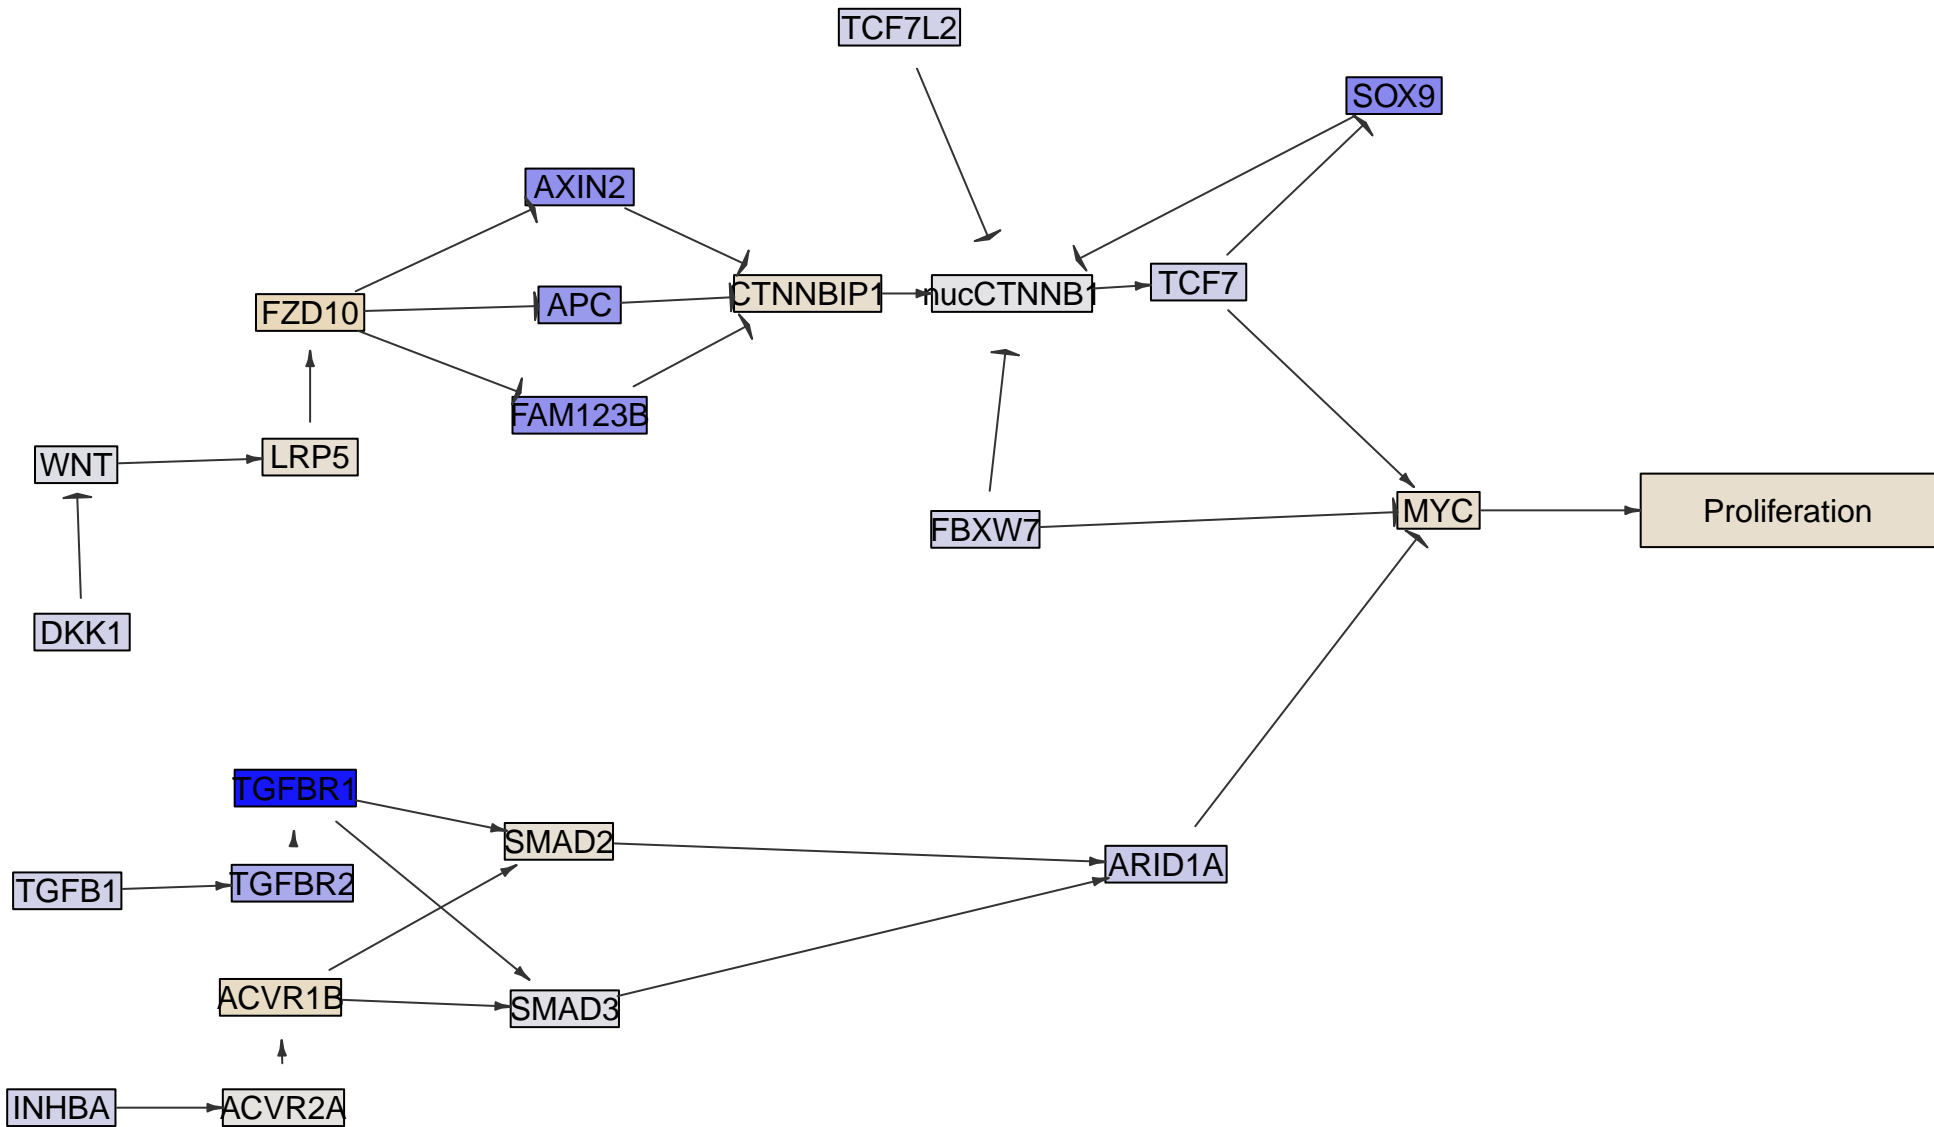 TCF7L2
SOX9
AXIN2
APC
CTNNBIP1
nucCTNNB1
TCF7
FZD10
FAM123B
WNT
LRP5
FBXW7
MYC
Proliferation
DKK1
TGFBR1
SMAD2
ARID1A
TGFB1
TGFBR2
ACVR1B
SMAD3
INHBA
ACVR2A